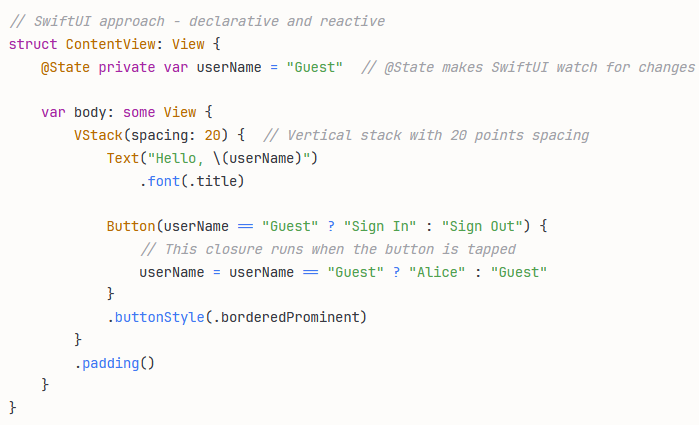 // SwiftUI approach - declarative and reactive
struct ContentView: View {
    @State private var userName = "Guest"  // @State makes SwiftUI watch for changes

    var body: some View {
        VStack(spacing: 20) {  // Vertical stack with 20 points spacing
            Text("Hello, \(userName)")
                .font(.title)

            Button(userName == "Guest" ? "Sign In" : "Sign Out") {
                // This closure runs when the button is tapped
                userName = userName == "Guest" ? "Alice" : "Guest"
            }
            .buttonStyle(.borderedProminent)
        }
        .padding()
    }
}